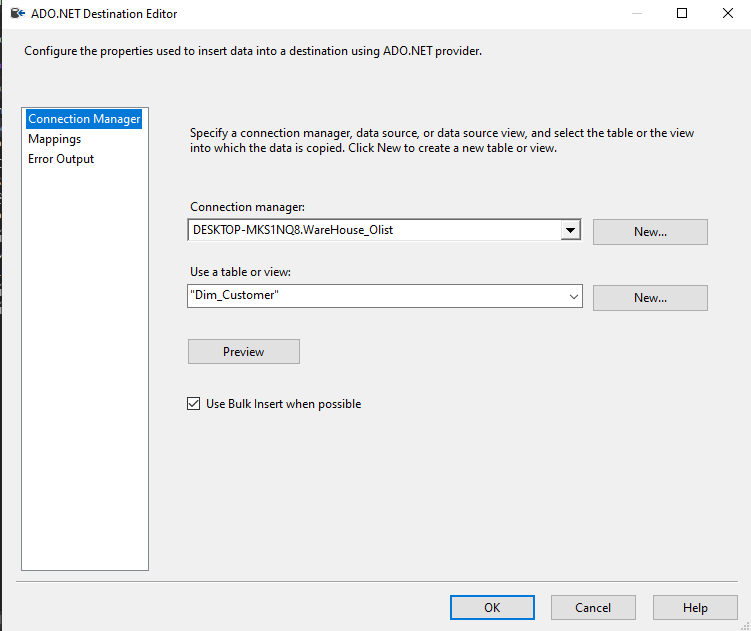 ADO.NET Destination Editor
Configure the properties used to insert data into a destination using ADO.NET provider.
Connection Manager
Mappings
Error Output
Specify a connection manager, data source, or data source view, and select the table or the view
into which the data is copied. Click New to create a new table or view.
Connection manager:
DESKTOP-MKS1NQ8.WareHouse_Olist
New...
Use a table or view:
"Dim_Customer"
New...
Preview
Use Bulk Insert when possible
OK
Cancel
Help